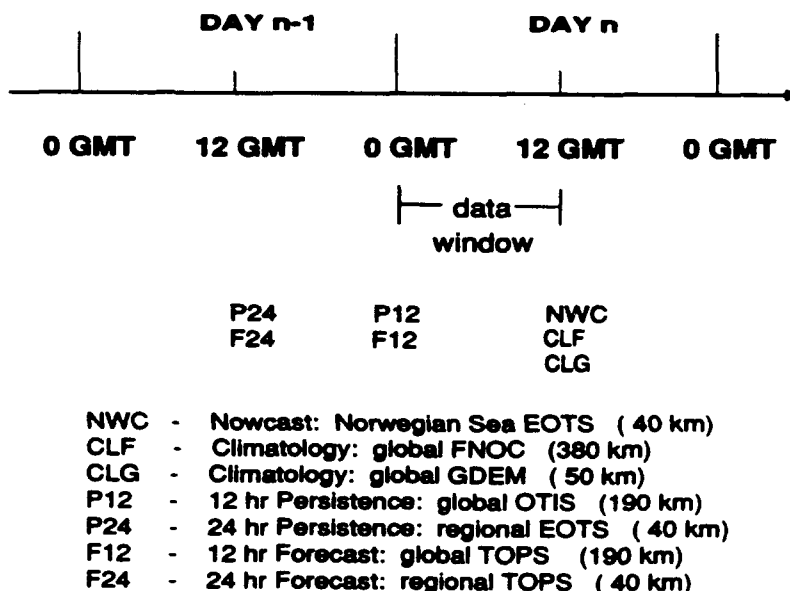 DAY n-1 DAY n
0 GMT 12 GMT 0 GMT 12 GMT 0 GMT
data
window
P24 P12 NWC
F24 F12 CLF
CLG
NWC - Nowcast: Norwegian Sea EOTS ( 40 km)
CLF - Climatology: global FNOC (380 km)
CLG - Climatology: global GDEM ( 50 km)
P12 - 12 hr Persistence: global OTIS (190 km)
P24 - 24 hr Persistence: regional EOTS ( 40 km)
F12 - 12 hr Forecast: global TOPS (190 km)
F24 - 24 hr Forecast: regional TOPS ( 40 km)